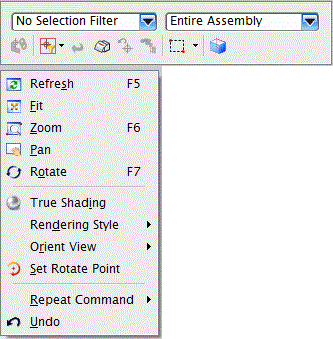 No Selection Filter Entire Assembly
Refresh F5
Fit
Zoom F6
Pan
Rotate F7
True Shading
Rendering Style
Orient View
Set Rotate Point
Repeat Command
Undo